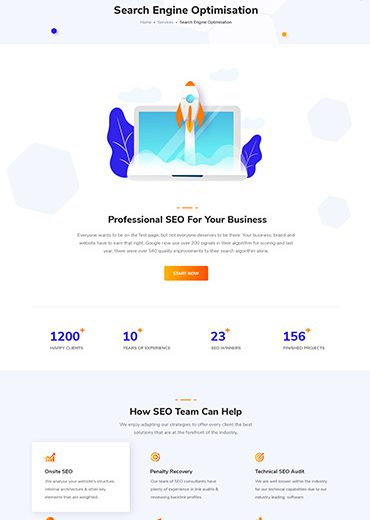 Search Engine Optimisation
Home • Services • Search Engine Optimisation
Professional SEO For Your Business
Everyone wants to be on the first page, but not everyone deserves to be there. Your business, brand and
website have to earn that right. Google now use over 200 signals in their algorithm for scoring and last
year, there were over 540 quality improvements to their search algorithm alone.
START NOW
1200+ 10+ 23+ 156+
HAPPY CLIENTS YEARS OF EXPERIENCE SEO WINNERS FINISHED PROJECTS
How SEO Team Can Help
We enjoy adapting our strategies to offer every client the best
solutions that are at the forefront of the industry.
Onsite SEO
We analyse your website's structure,
internal architecture & other key
elements that are weighted.
Penalty Recovery
Our team of SEO consultants have
plenty of experience in link audits &
reviewing backlink profiles.
Technical SEO Audit
We are well known within the industry
for our technical capabilities due to our
industry leading software